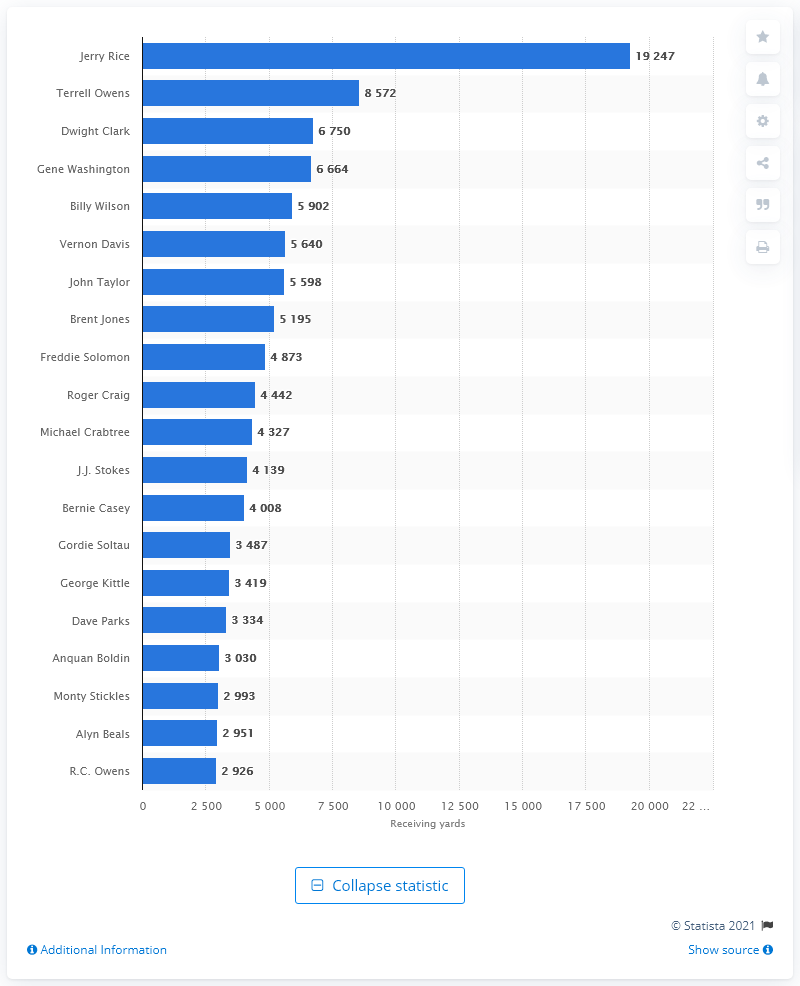 Jerry Rice 19 247
Terrell Owens 8 572
Dwight Clark 6 750
Gene Washington 6 664
Billy Wilson 5 902
Vernon Davis 5 640
John Taylor 5 598
Brent Jones 5 195
Freddie Solomon 4 873
Roger Craig 4 442
Michael Crabtree 4 327
J.J. Stokes 4 139
Bernie Casey 4 008
Gordie Soltau 3 487
George Kittle 3 419
Dave Parks 3 334
Anquan Boldin 3 030
Monty Stickles 2 993
Alyn Beals 2 951
R.C. Owens 2 926
0 2 500 5 000 7 500 10 000 12 500 15 000 17 500 20 000 22 ...
Receiving yards
Collapse statistic
© Statista 2021
Additional Information Show source